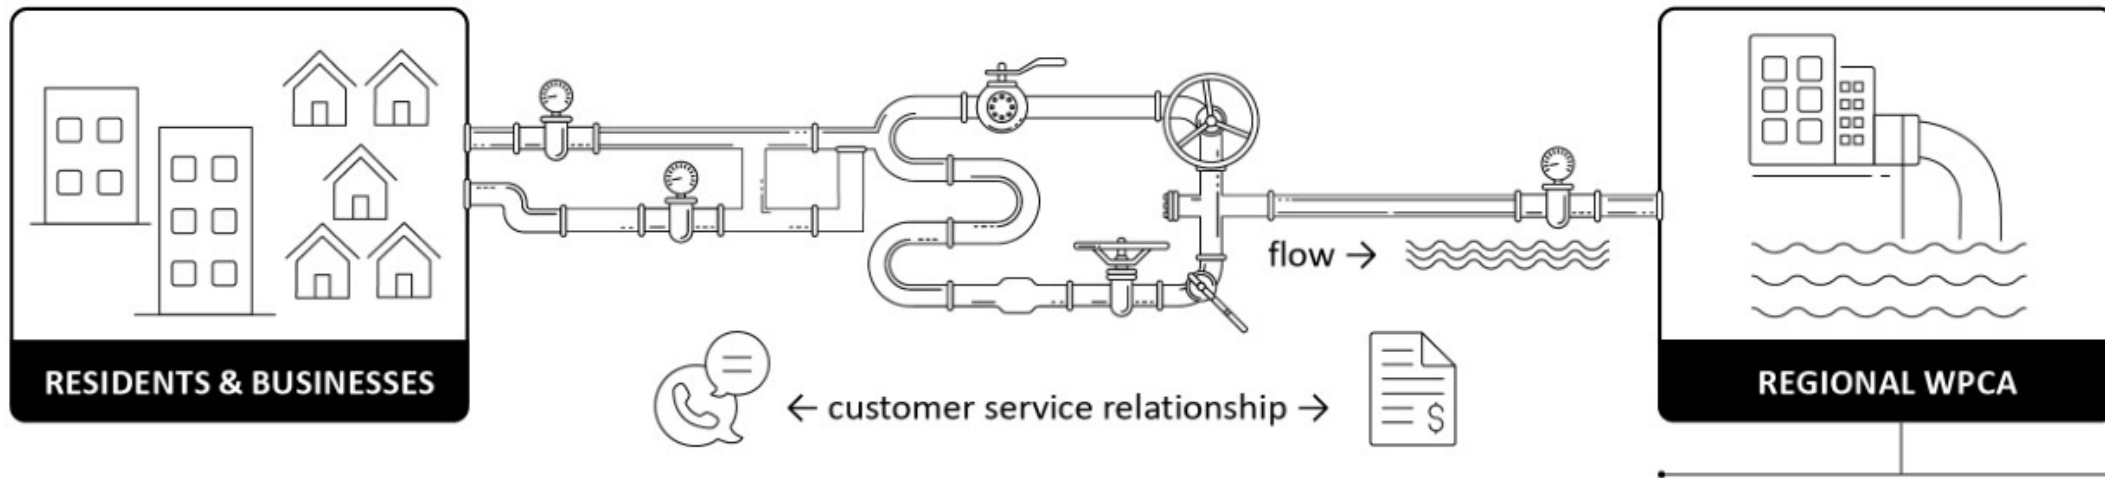 flow →
RESIDENTS & BUSINESSES
← customer service relationship →
$
REGIONAL WPCA